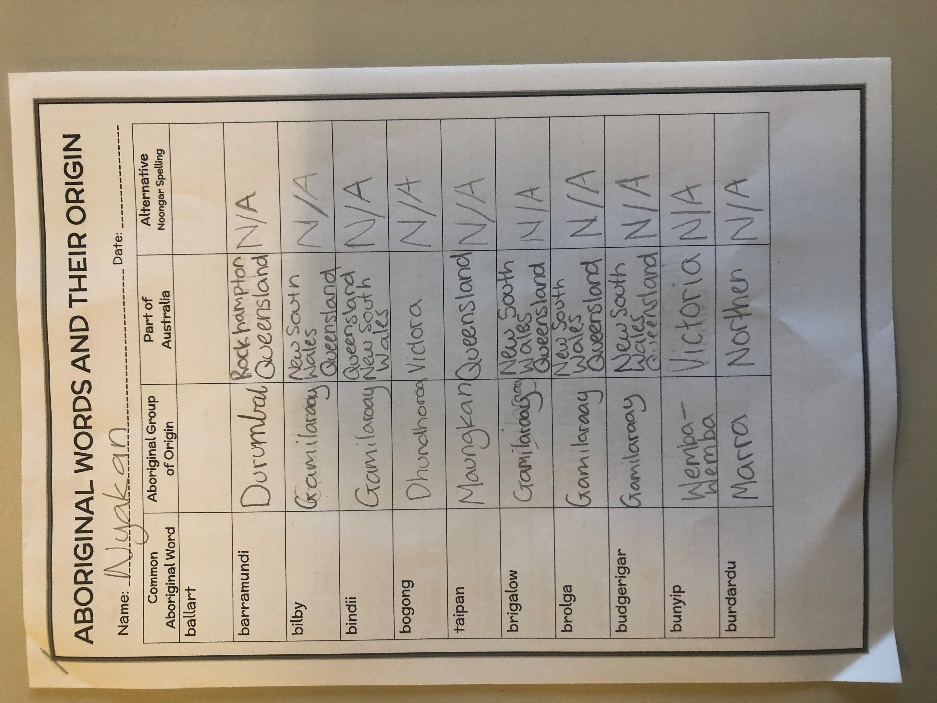 ABORIGINAL WORDS AND THEIR ORIGIN
Name: Nyakan Date:
Common Aboriginal Word
Aboriginal Group of Origin
Part of Australia
Alternative Noongar Spelling
ballart
barramundi Durumbal Rockhampton Queensland N/A
bilby Gamilaraay New South Wales Queensland N/A
bindii Gamilaraay Queensland New South Wales N/A
bogong Dhundhoroa Victora N/A
taipan Maungkan Queensland N/A
brigalow Gamilaraay New South Wales Queensland N/A
brolga Gamilaraay New South Wales Queensland N/A
budgerigar Gamilaraay New South Wales Queensland N/A
bunyip Wemba-Wemba Victoria N/A
burdardu Marra Northen N/A